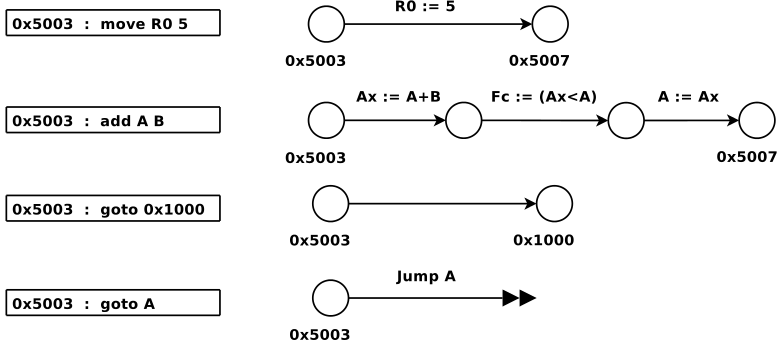 R0 := 5
0x5003 : move R0 5
0x5003 0x5007
Ax := A+B Fc := (Ax<A) A := Ax
0x5003 : add A B
0x5003 0x5007
0x5003 : goto 0x1000
0x5003 0x1000
Jump A
0x5003 : goto A
0x5003